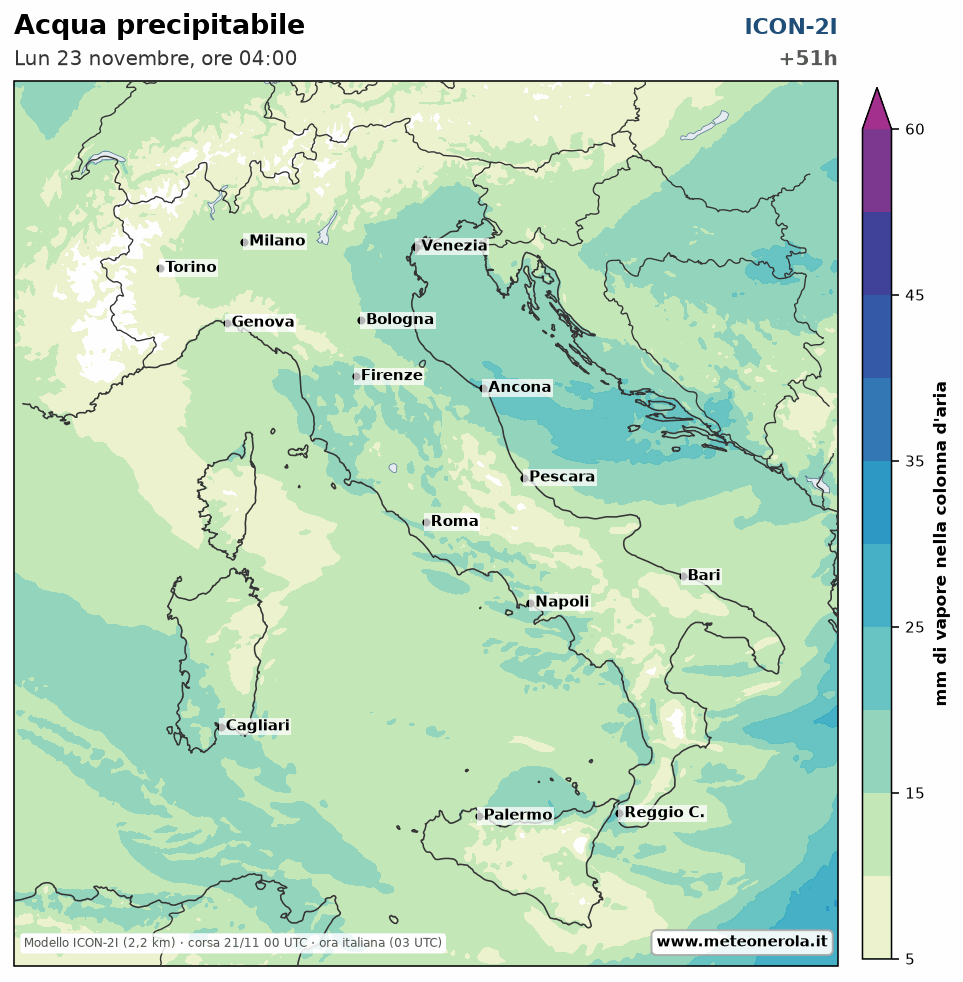 Acqua precipitabile
ICON-2I
Lun 23 novembre, ore 04:00
+51h
60
Milano
Venezia
Torino
45
Genova
Bologna
Firenze
Ancona
35
Pescara
Roma
Bari
Napoli
25
Cagliari
15
Palermo
Reggio C.
mm di vapore nella colonna d'aria
Modello ICON-2I (2,2 km) · corsa 21/11 00 UTC · ora italiana (03 UTC)
www.meteonerola.it
5